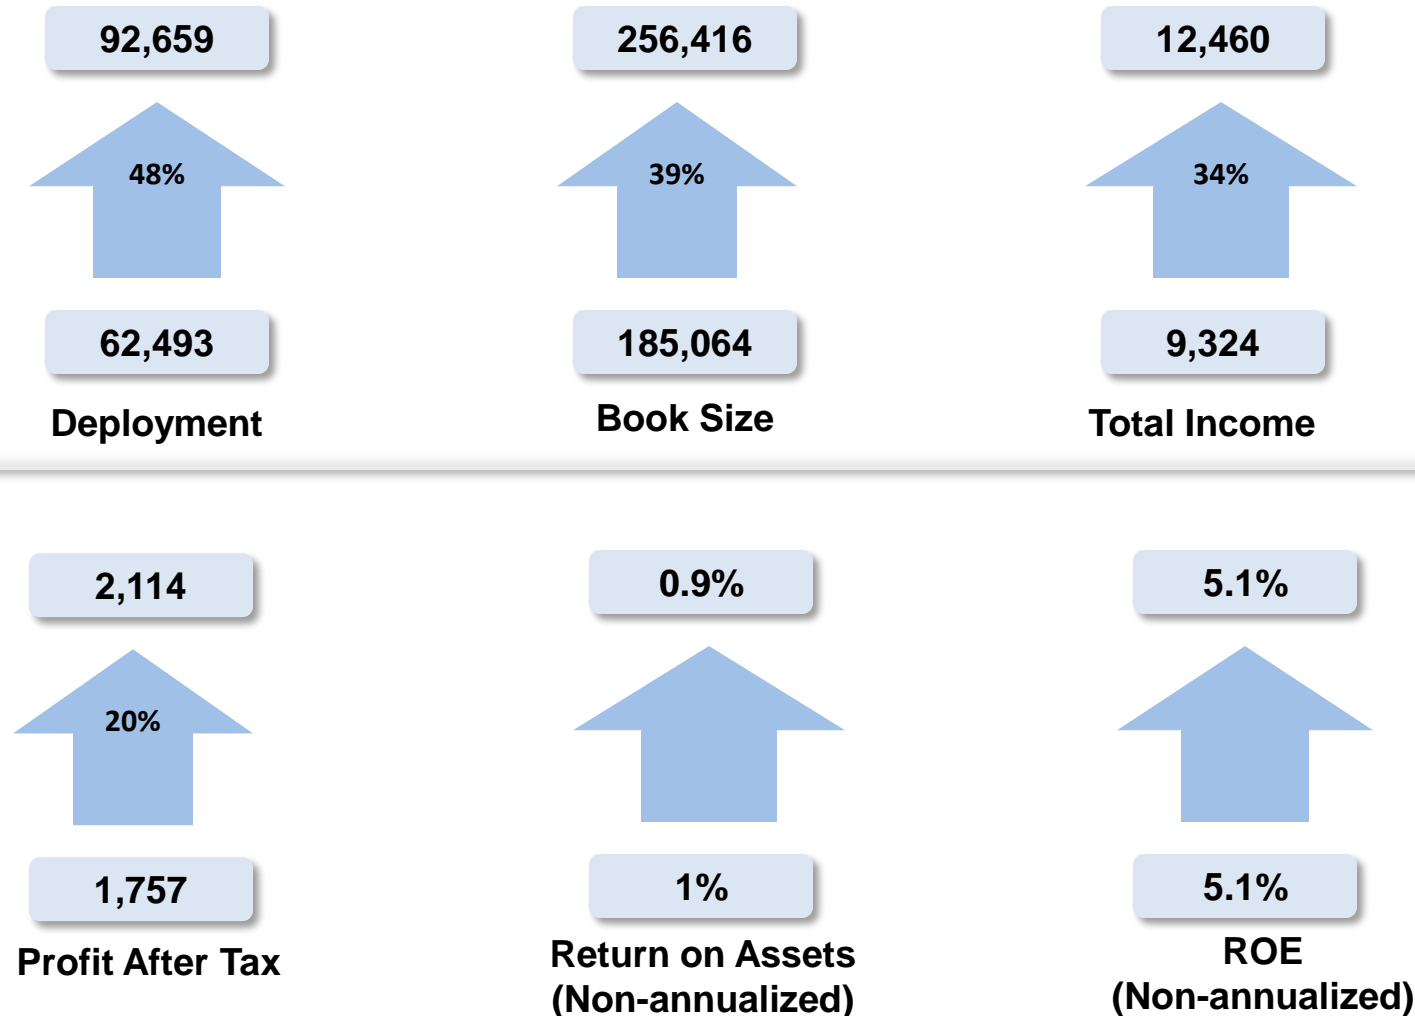 92,659
256,416
12,460
48%
39%
34%
62,493
185,064
9,324
Deployment
Book Size
Total Income
2,114
0.9%
5.1%
20%
1,757
1%
5.1%
Profit After Tax
Return on Assets
(Non-annualized)
ROE
(Non-annualized)